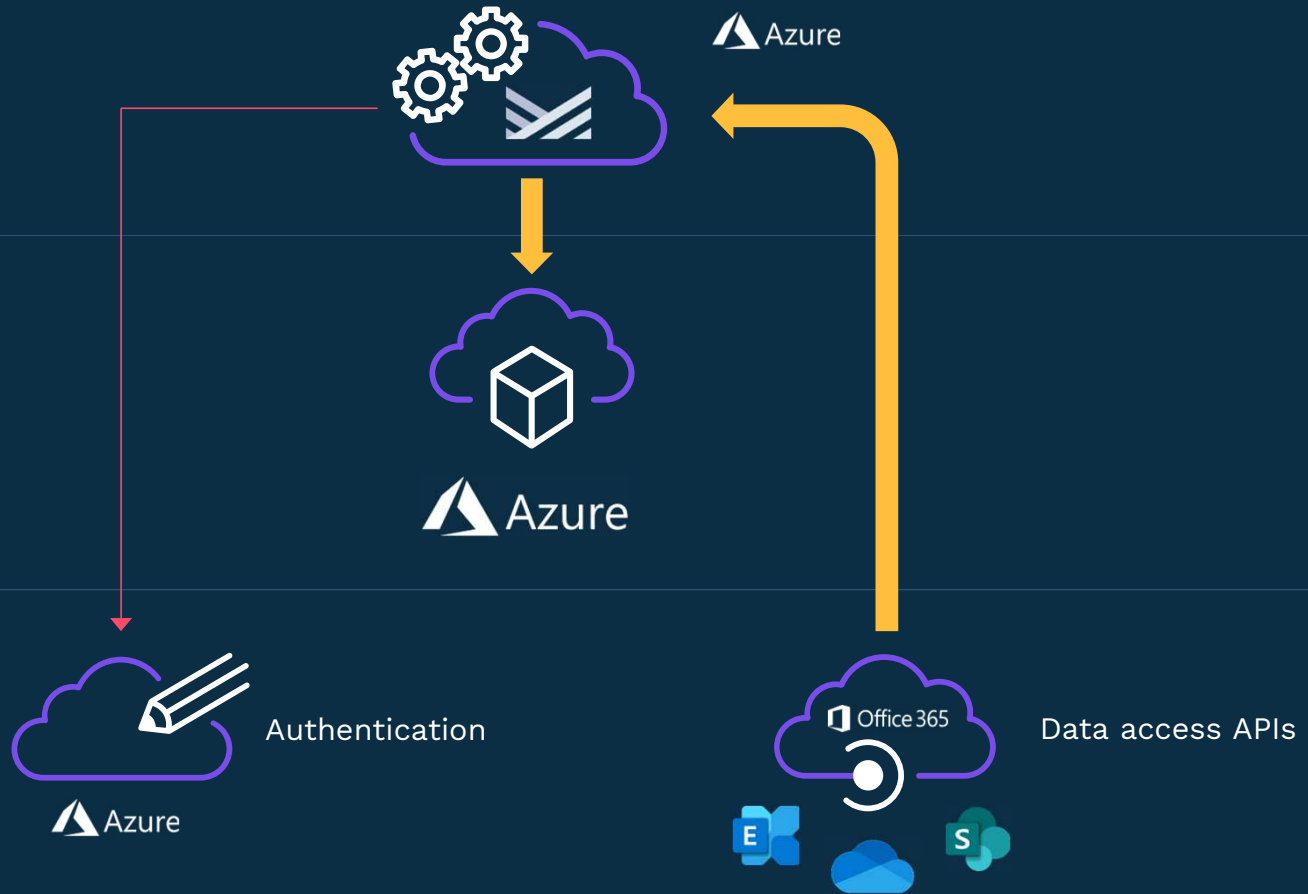 Azure
Azure
Office 365
Authentication
Data access APIs
Azure
E
S